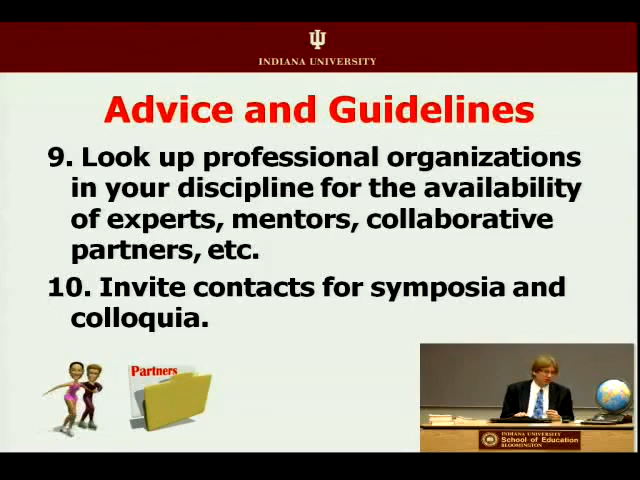 INDIANA UNIVERSITY
Advice and Guidelines
9. Look up professional organizations
in your discipline for the availability
of experts, mentors, collaborative
partners, etc.
10. Invite contacts for symposia and
colloquia.
Partners
INDIANA UNIVERSITY
School of Education
BLOOMINGTON